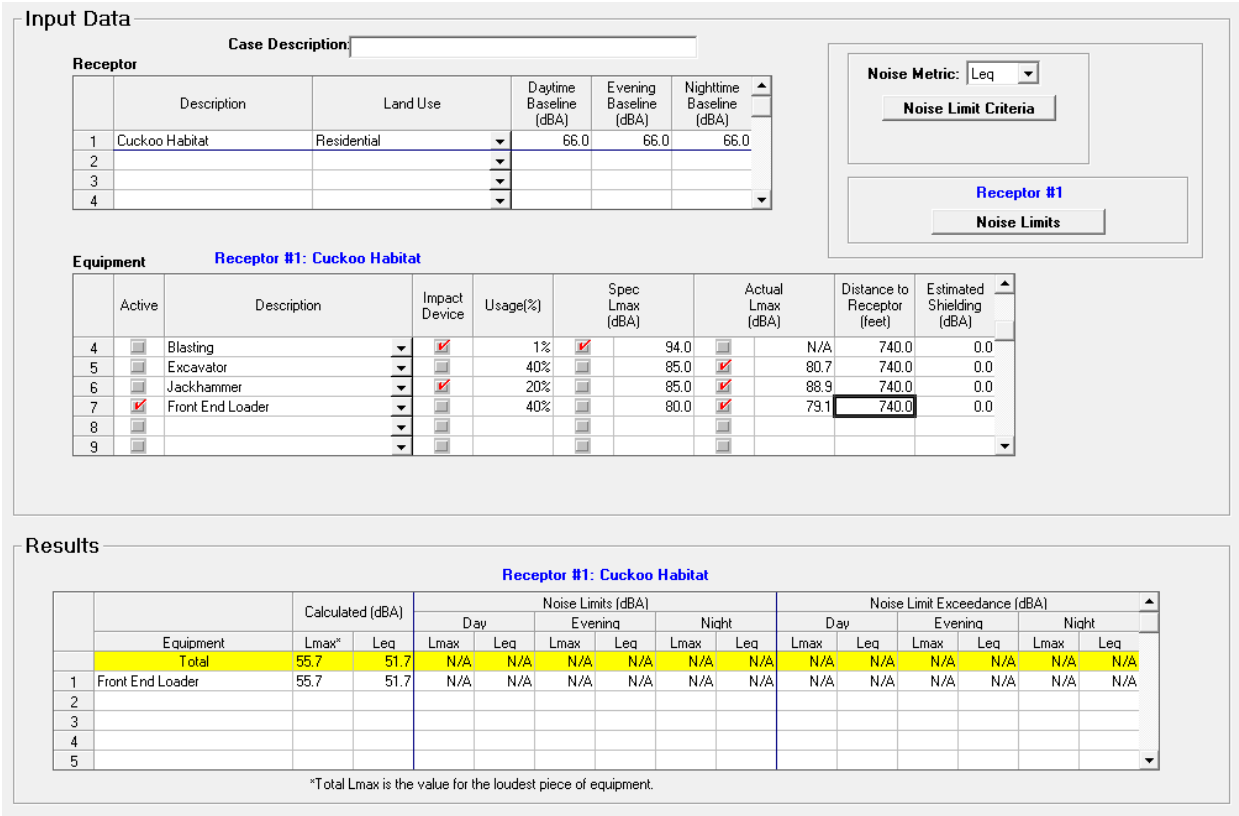 Input Data
Case Description:
Receptor
Description Land Use Daytime Baseline (dBA) Evening Baseline (dBA) Nighttime Baseline (dBA)
1 Cuckoo Habitat Residential 66.0 66.0 66.0
2
3
4
Noise Metric: Leq
Noise Limit Criteria
Receptor #1
Noise Limits
Equipment Receptor #1: Cuckoo Habitat
Active Description Impact Device Usage(%) Spec Lmax (dBA) Actual Lmax (dBA) Distance to Receptor (feet) Estimated Shielding (dBA)
4 Blasting 1% 94.0 N/A 740.0 0.0
5 Excavator 40% 85.0 80.7 740.0 0.0
6 Jackhammer 20% 85.0 88.9 740.0 0.0
7 Front End Loader 40% 80.0 79.1 740.0 0.0
8
9
Results
Receptor #1: Cuckoo Habitat
Calculated (dBA) Noise Limits (dBA) Noise Limit Exceedance (dBA)
Day Evening Night Day Evening Night
Equipment Lmax* Leq Lmax Leq Lmax Leq Lmax Leq Lmax Leq Lmax Leq Lmax Leq
Total 55.7 51.7 N/A N/A N/A N/A N/A N/A N/A N/A N/A N/A N/A N/A
1 Front End Loader 55.7 51.7 N/A N/A N/A N/A N/A N/A N/A N/A N/A N/A N/A N/A
2
3
4
5
*Total Lmax is the value for the loudest piece of equipment.